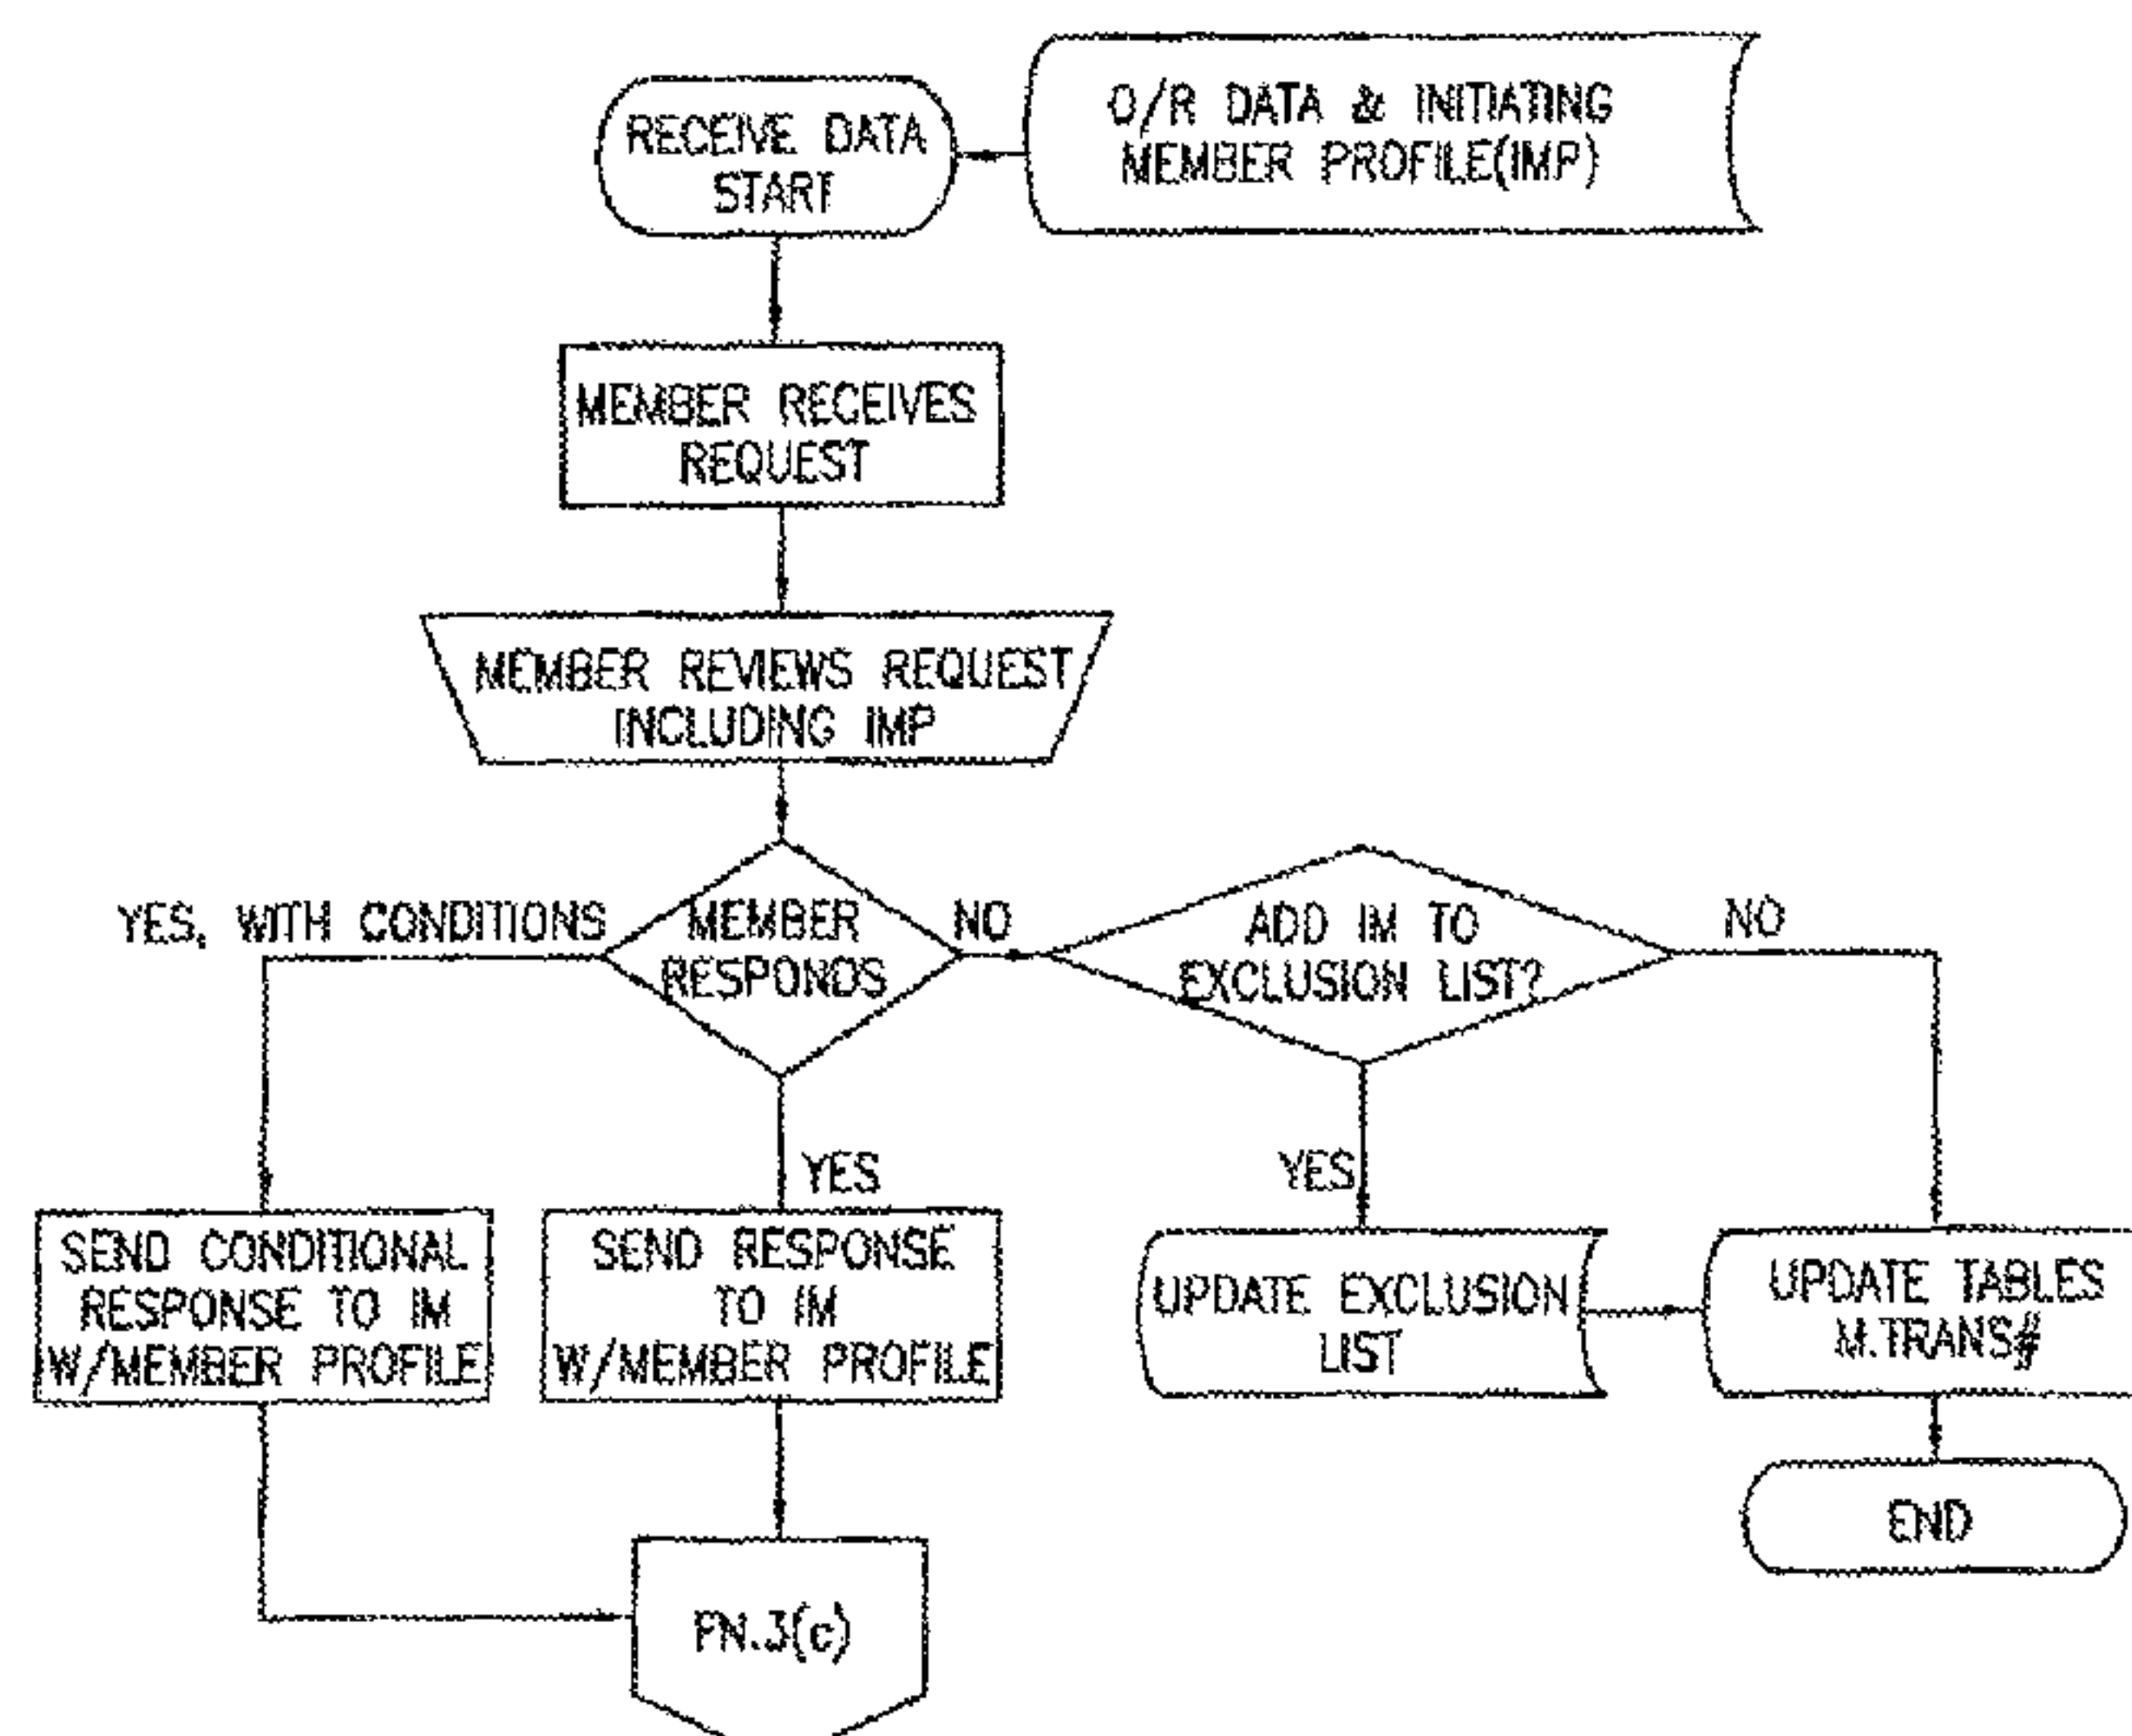 RECEIVE DATA
START
O/R DATA & INITIATING
MEMBER PROFILE(IMP)
MEMBER RECEIVES
REQUEST
MEMBER REVIEWS REQUEST
INCLUDING IMP
YES, WITH CONDITIONS
MEMBER
RESPONDS
NO
ADD IM TO
EXCLUSION LIST?
NO
YES
YES
SEND CONDITIONAL
RESPONSE TO IM
W/MEMBER PROFILE
SEND RESPONSE
TO IM
W/MEMBER PROFILE
UPDATE EXCLUSION
LIST
UPDATE TABLES
M.TRANS#
END
FN.3(c)